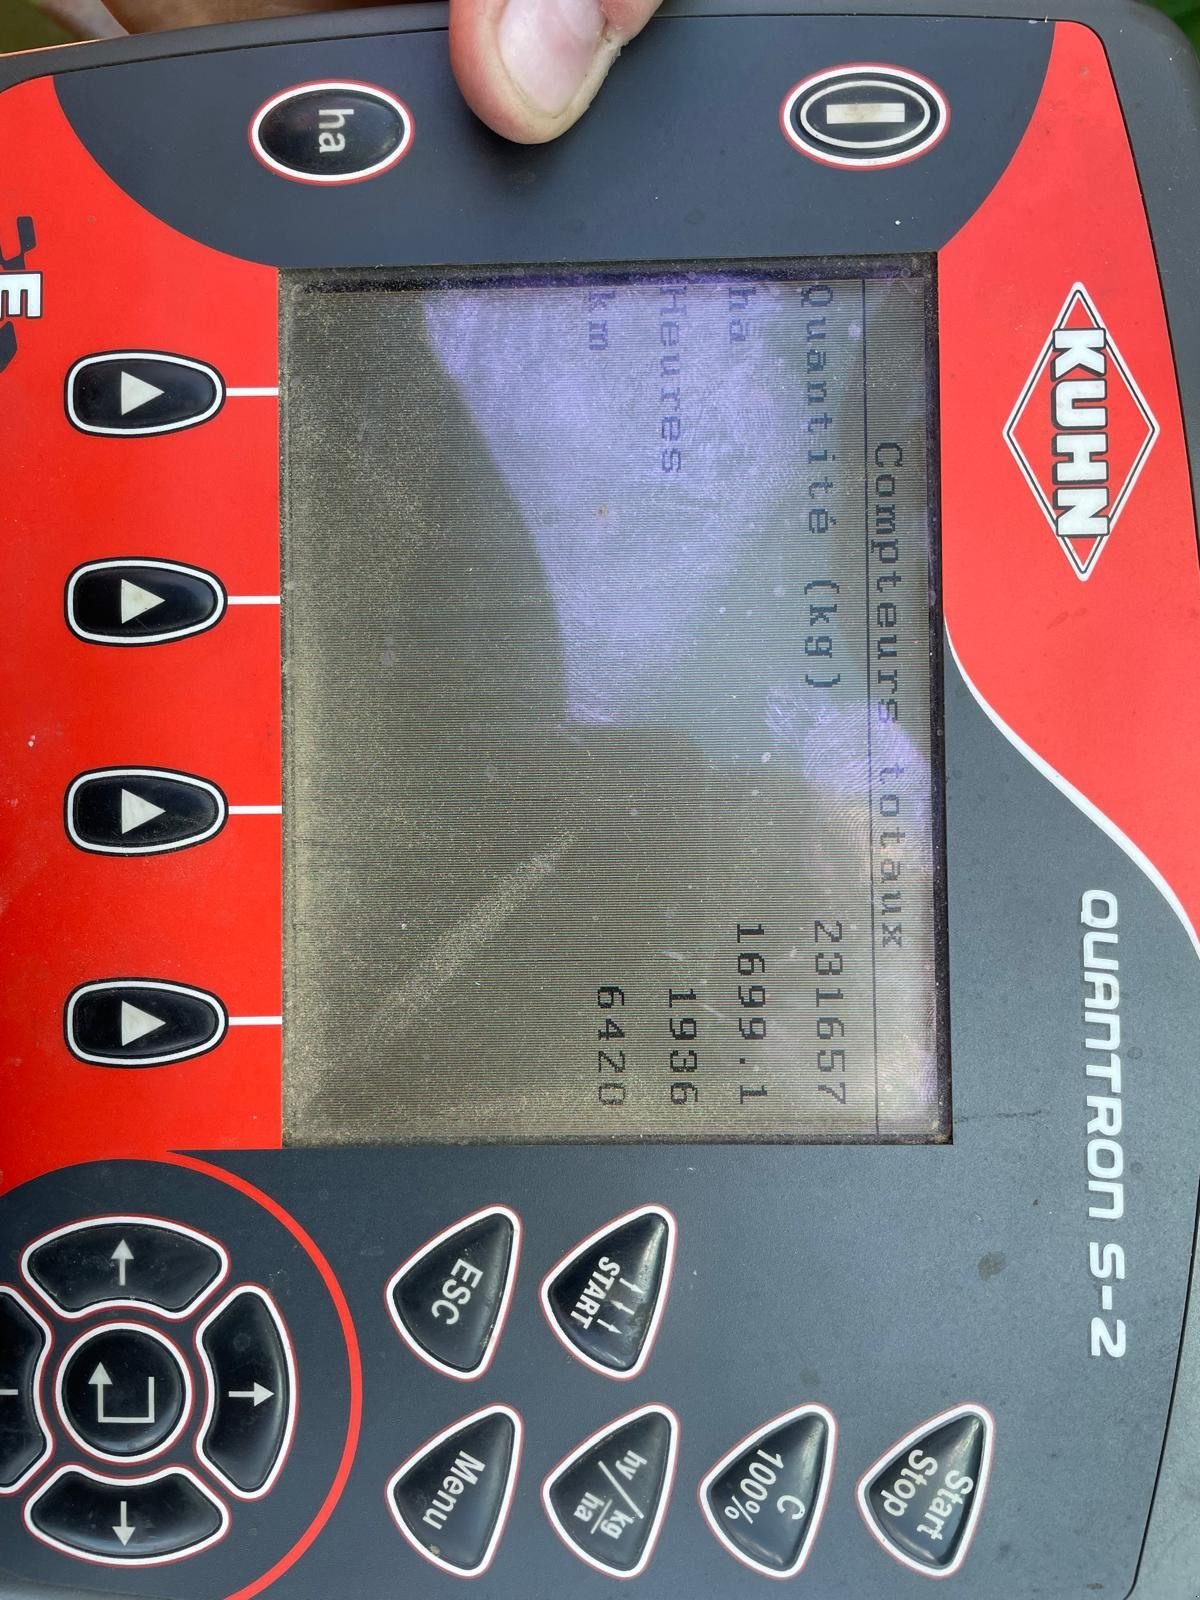 KUHN
QUANTRON S-2
ha
Compteurs totaux
Quantité (kg) 231657
ha 1699.1
Heures 1936
km 6420
Start
Stop
C
100%
START
hy/kg
ha
ESC
Menu
E